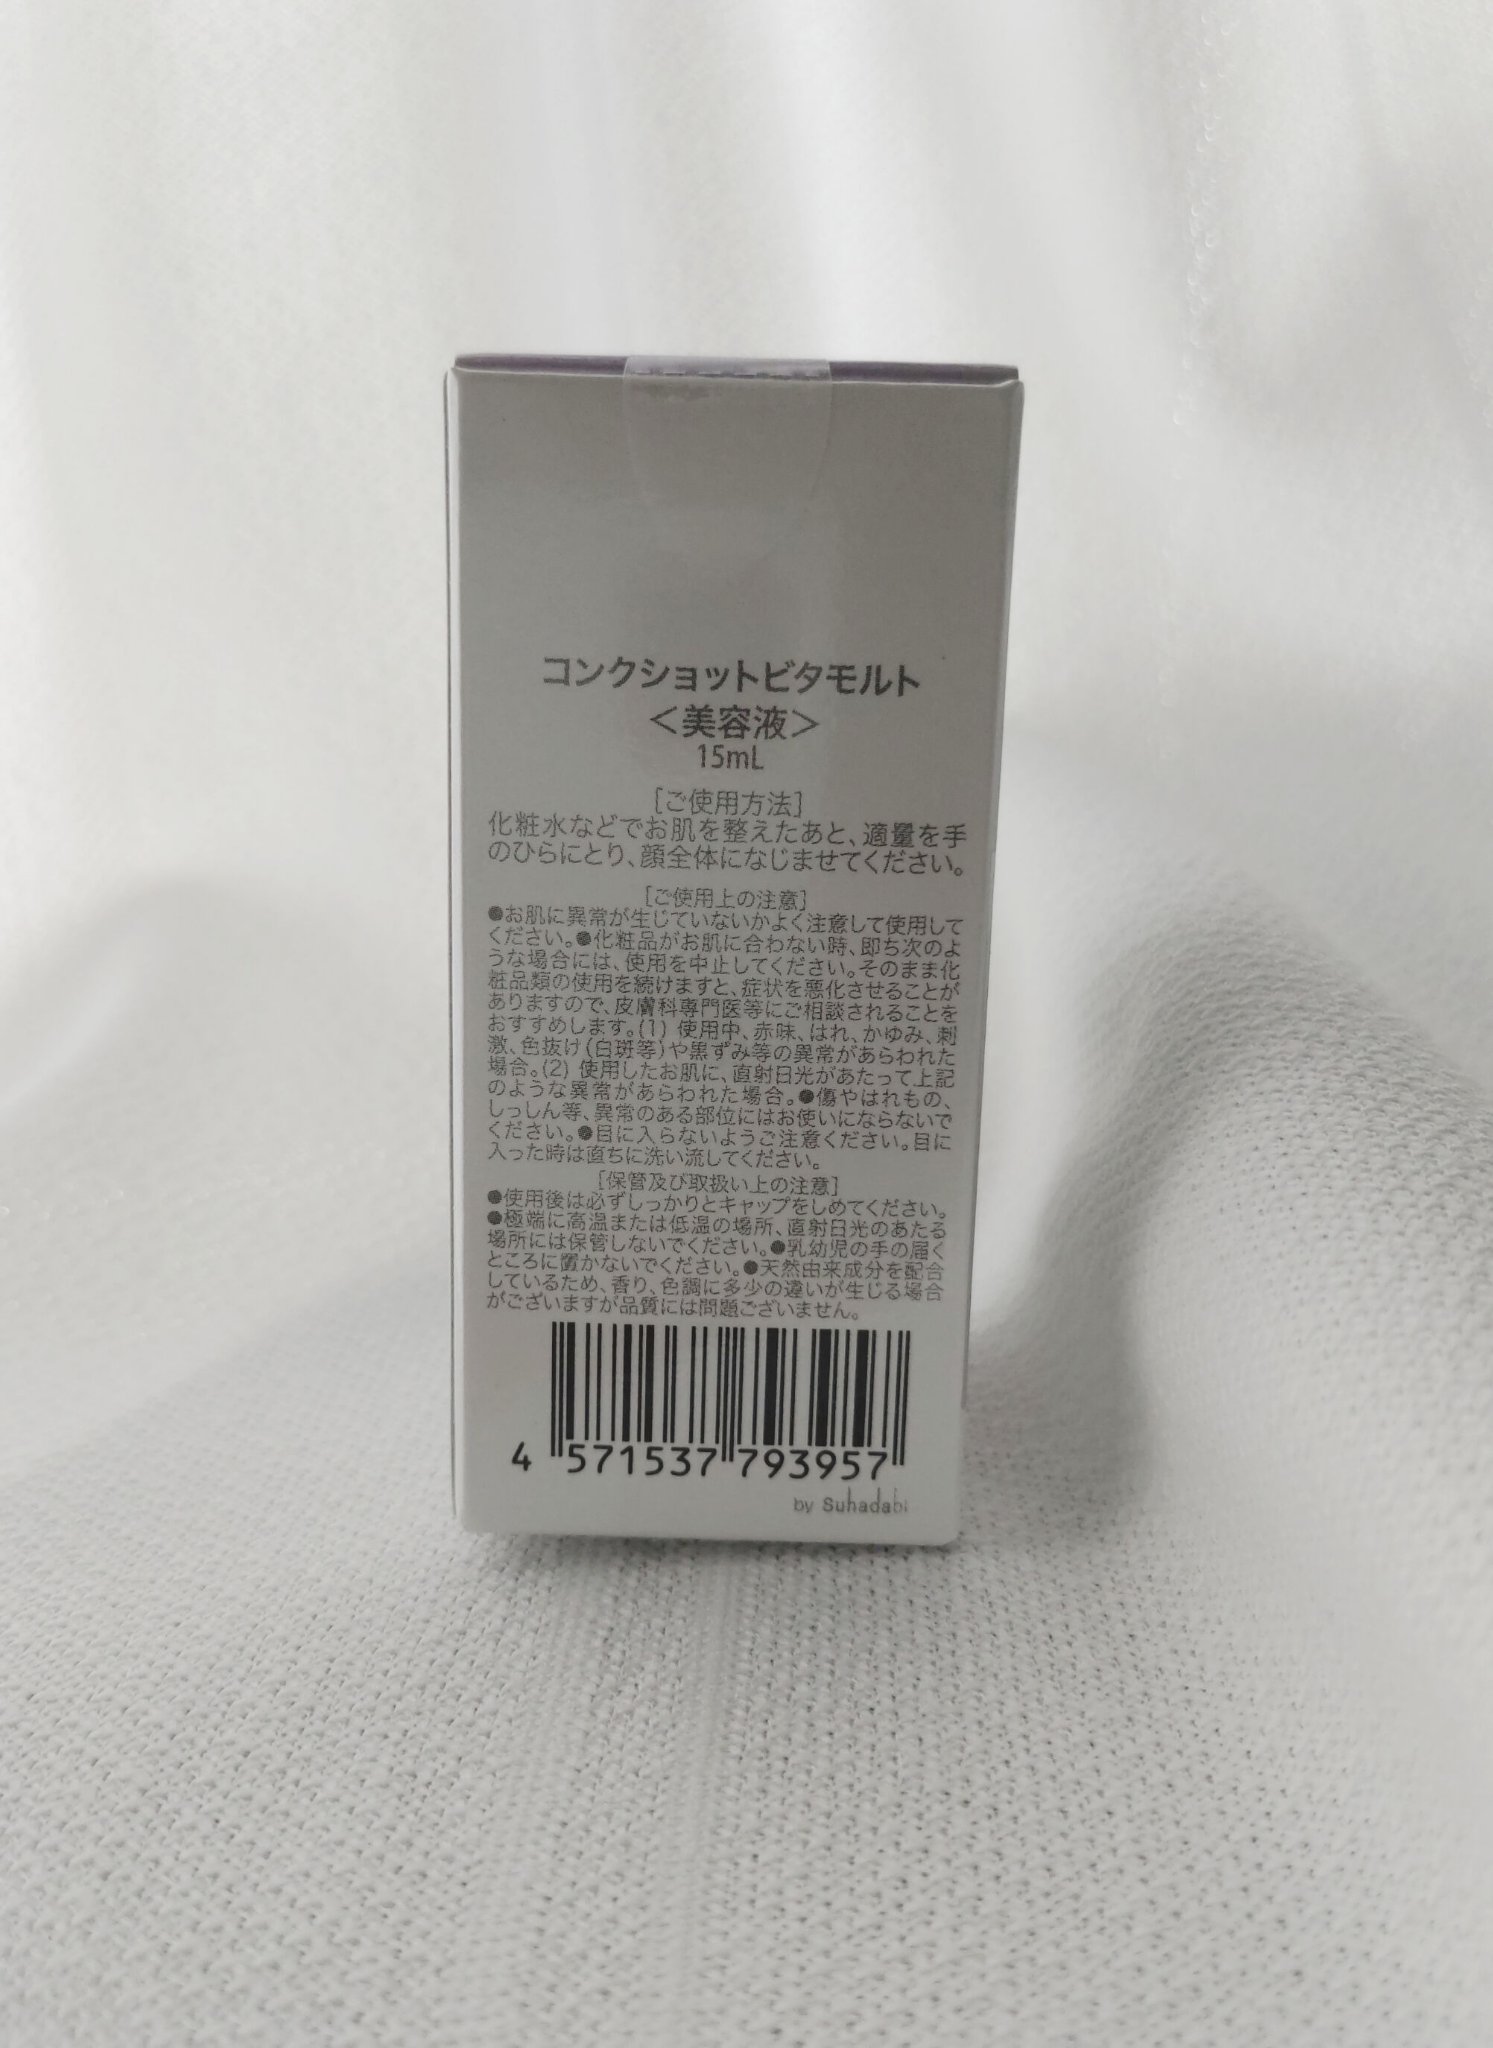 コンクショットビタモルト
＜美容液＞
15mL
［ご使用方法］
化粧水などでお肌を整えたあと、適量を手
のひらにとり、顔全体になじませてください。
［ご使用上の注意］
●お肌に異常が生じていないかよく注意して使用して
ください。●化粧品がお肌に合わない時、即ち次のよ
うな場合には、使用を中止してください。そのまま化
粧品類の使用を続けますと、症状を悪化させることが
ありますので、皮膚科専門医等にご相談されることを
おすすめします。(1) 使用中、赤味、はれ、かゆみ、刺
激、色抜け（白斑等）や黒ずみ等の異常があらわれた
場合。(2) 使用したお肌に、直射日光があたって上記
のような異常があらわれた場合。●傷やはれもの、
しっしん等、異常のある部位にはお使いにならないで
ください。●目に入らないようご注意ください。目に
入った時は直ちに洗い流してください。
［保管及び取扱い上の注意］
●使用後は必ずしっかりとキャップをしめてください。
●極端に高温または低温の場所、直射日光のあたる
場所には保管しないでください。●乳幼児の手の届く
ところに置かないでください。●天然由来成分を配合
しているため、香り、色調に多少の違いが生じる場合
がございますが品質には問題ございません。
4 571537 793957
by Suhadabi